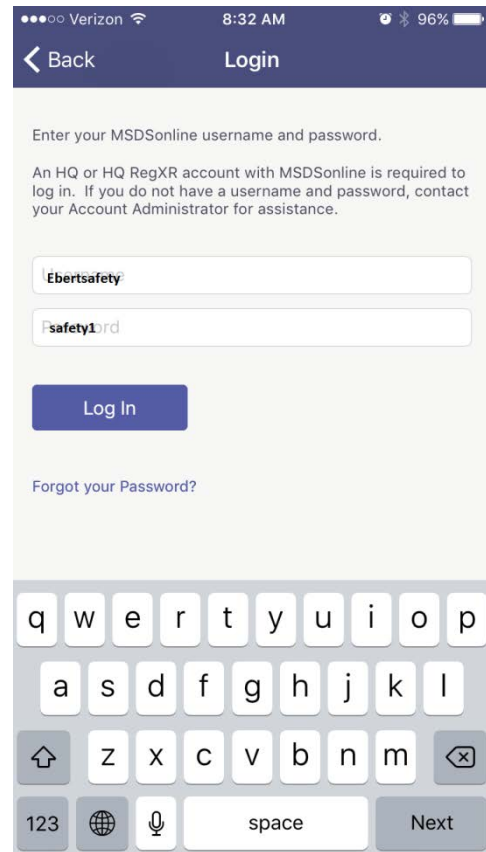 Verizon 8:32 AM 96%
Back Login
Enter your MSDSonline username and password.
An HQ or HQ RegXR account with MSDSonline is required to
log in. If you do not have a username and password, contact
your Account Administrator for assistance.
Ebertsafety
safety1
Log In
Forgot your Password?
q w e r t y u i o p
a s d f g h j k l
z x c v b n m
123 space Next